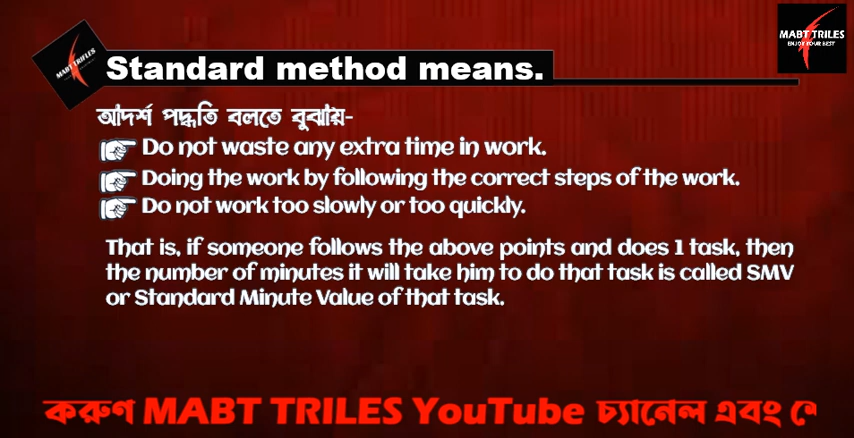 MABT TRILES
ENJOY YOUR BEST
MABT TRILES
Standard method means.
আদর্শ পদ্ধতি বলতে বুঝায়-
Do not waste any extra time in work.
Doing the work by following the correct steps of the work.
Do not work too slowly or too quickly.
That is, if someone follows the above points and does 1 task, then
the number of minutes it will take him to do that task is called SMV
or Standard Minute Value of that task.
করুণ MABT TRILES YouTube চ্যানেল এবং